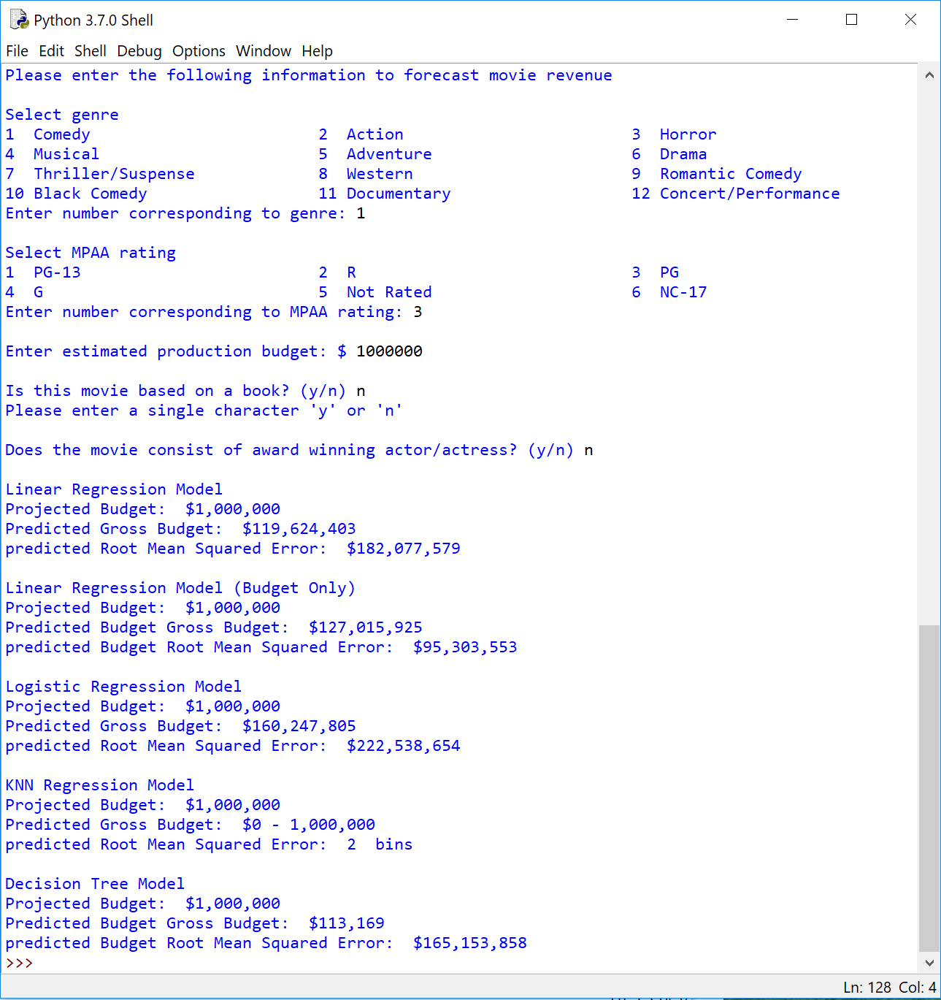 Python 3.7.0 Shell
File Edit Shell Debug Options Window Help
Please enter the following information to forecast movie revenue
Select genre
1 Comedy 2 Action 3 Horror
4 Musical 5 Adventure 6 Drama
7 Thriller/Suspense 8 Western 9 Romantic Comedy
10 Black Comedy 11 Documentary 12 Concert/Performance
Enter number corresponding to genre: 1
Select MPAA rating
1 PG-13 2 R 3 PG
4 G 5 Not Rated 6 NC-17
Enter number corresponding to MPAA rating: 3
Enter estimated production budget: $ 1000000
Is this movie based on a book? (y/n) n
Please enter a single character 'y' or 'n'
Does the movie consist of award winning actor/actress? (y/n) n
Linear Regression Model
Projected Budget: $1,000,000
Predicted Gross Budget: $119,624,403
predicted Root Mean Squared Error: $182,077,579
Linear Regression Model (Budget Only)
Projected Budget: $1,000,000
Predicted Budget Gross Budget: $127,015,925
predicted Budget Root Mean Squared Error: $95,303,553
Logistic Regression Model
Projected Budget: $1,000,000
Predicted Gross Budget: $160,247,805
predicted Root Mean Squared Error: $222,538,654
KNN Regression Model
Projected Budget: $1,000,000
Predicted Gross Budget: $0 - 1,000,000
predicted Root Mean Squared Error: 2 bins
Decision Tree Model
Projected Budget: $1,000,000
Predicted Budget Gross Budget: $113,169
predicted Budget Root Mean Squared Error: $165,153,858
>>>
Ln: 128 Col: 4